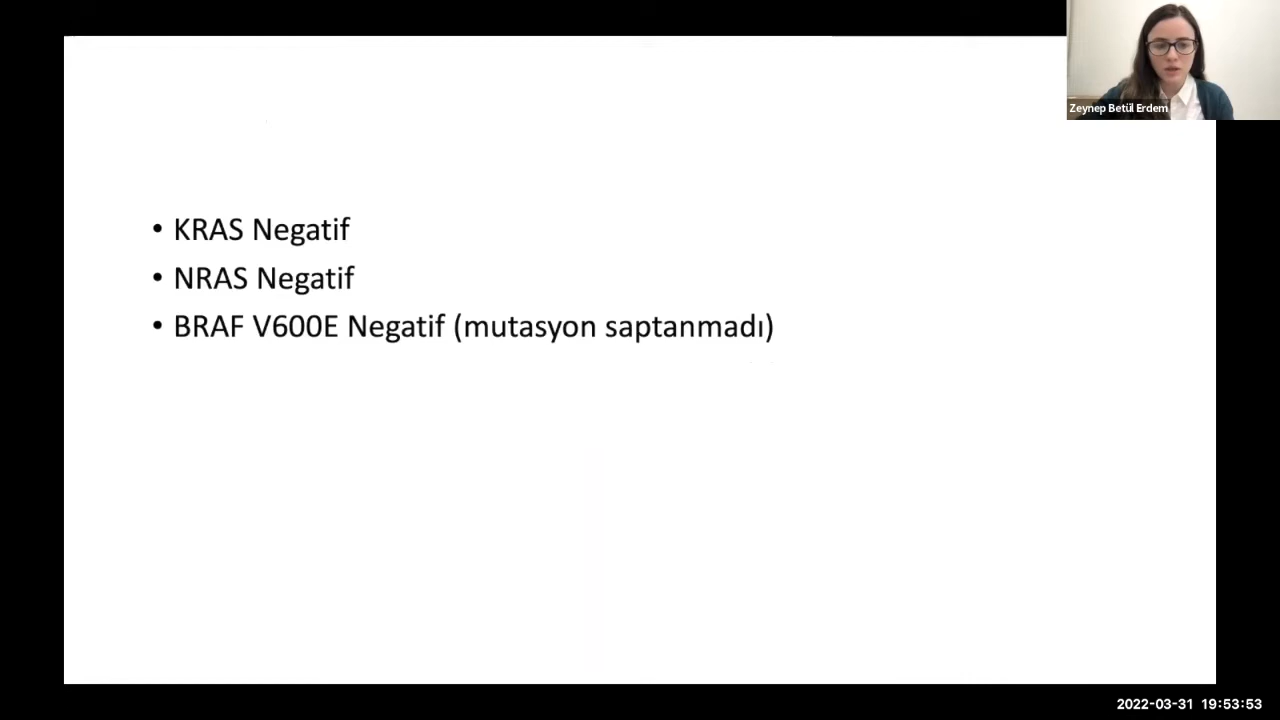 Zeynep Betül Erdem
• KRAS Negatif
• NRAS Negatif
• BRAF V600E Negatif (mutasyon saptanmadı)
2022-03-31 19:53:53